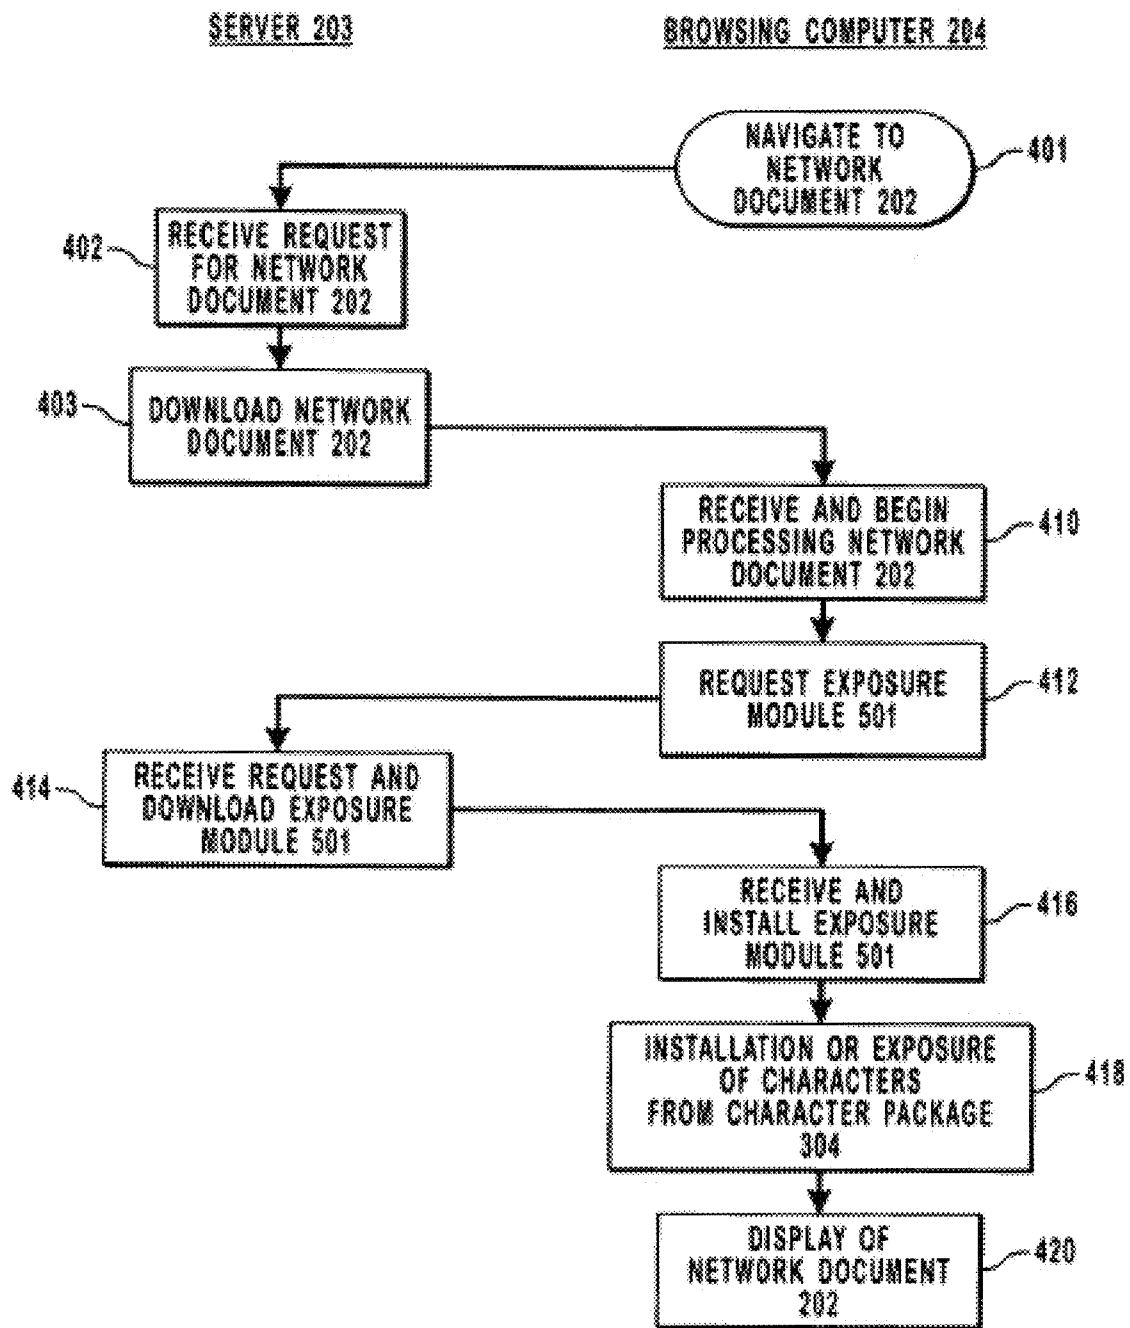 SERVER 203
BROWSING COMPUTER 204
NAVIGATE TO
NETWORK
DOCUMENT 202
401
402
RECEIVE REQUEST
FOR NETWORK
DOCUMENT 202
403
DOWNLOAD NETWORK
DOCUMENT 202
RECEIVE AND BEGIN
PROCESSING NETWORK
DOCUMENT 202
410
REQUEST EXPOSURE
MODULE 501
412
414
RECEIVE REQUEST AND
DOWNLOAD EXPOSURE
MODULE 501
RECEIVE AND
INSTALL EXPOSURE
MODULE 501
416
INSTALLATION OR EXPOSURE
OF CHARACTERS
FROM CHARACTER PACKAGE
304
418
DISPLAY OF
NETWORK DOCUMENT
202
420